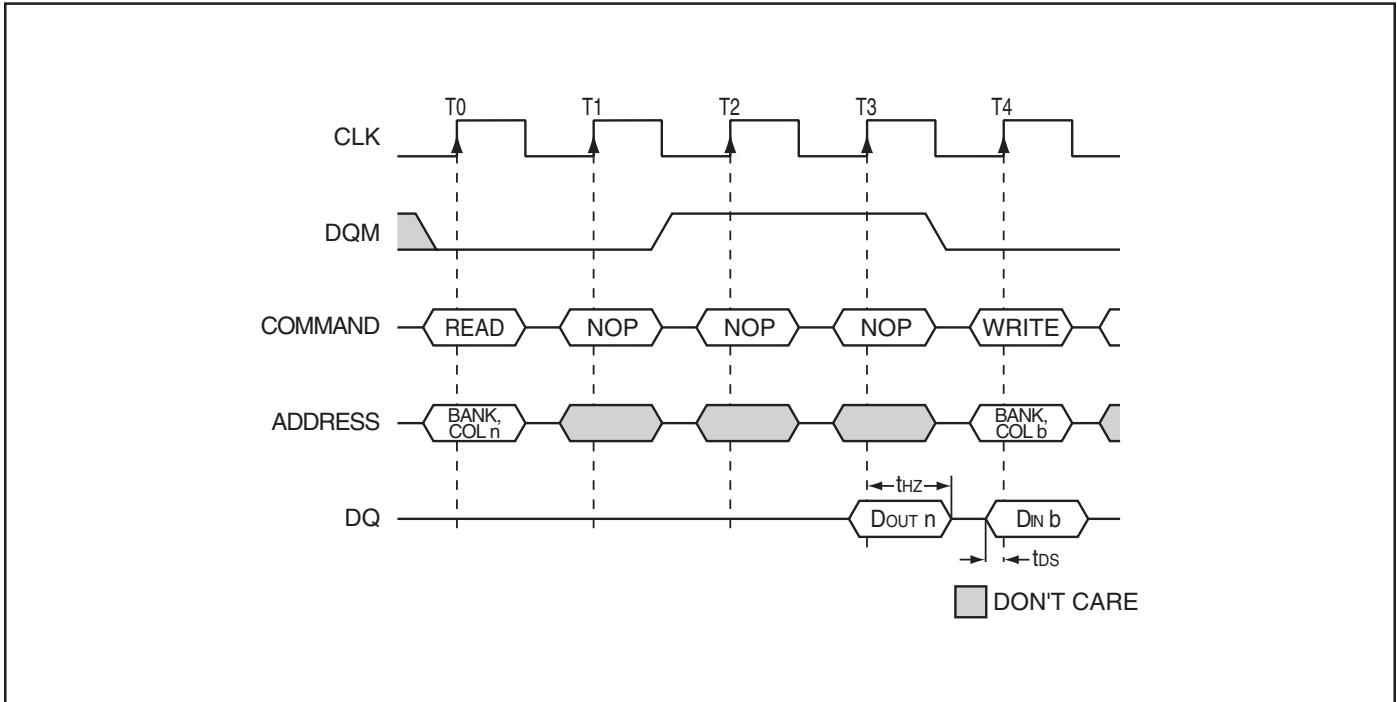 T0 T1 T2 T3 T4
CLK
DQM
COMMAND READ NOP NOP NOP WRITE
ADDRESS BANK, COL n BANK, COL b
tHZ
DQ DOUT n DIN b
tDS
DON'T CARE